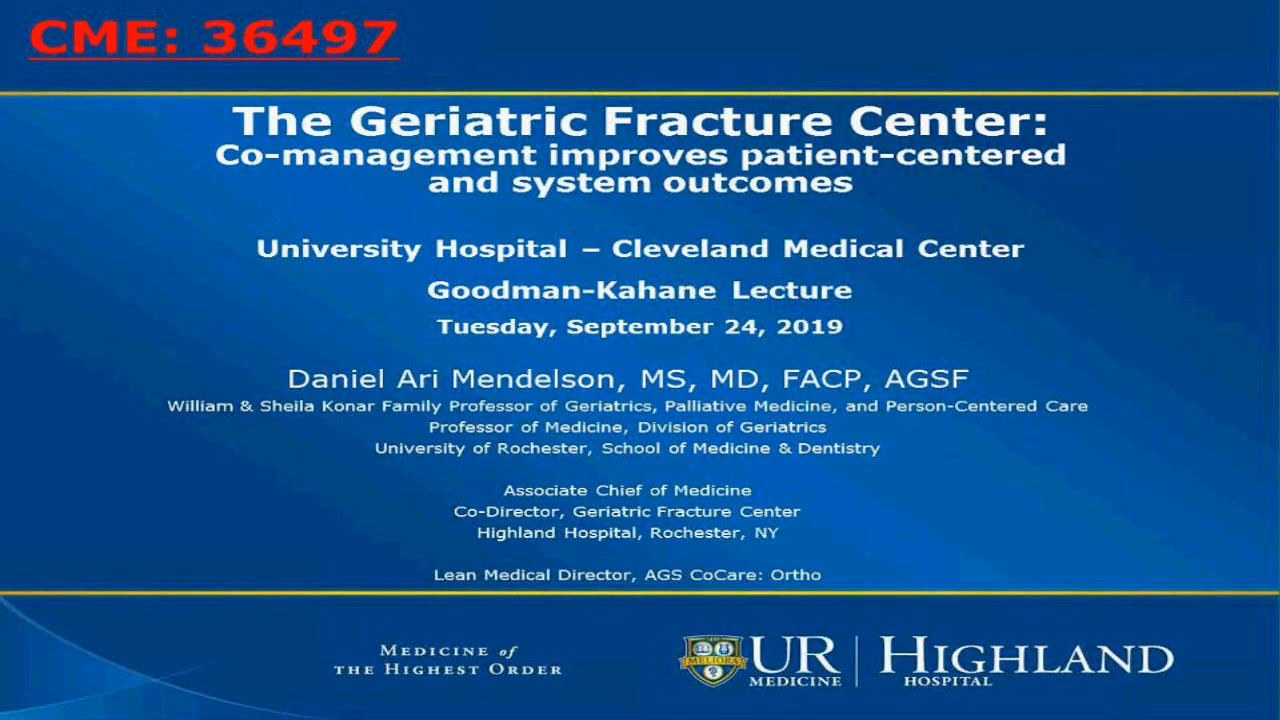 CME: 36497
The Geriatric Fracture Center:
Co-management improves patient-centered
and system outcomes
University Hospital – Cleveland Medical Center
Goodman-Kahane Lecture
Tuesday, September 24, 2019
Daniel Ari Mendelson, MS, MD, FACP, AGSF
William & Sheila Konar Family Professor of Geriatrics, Palliative Medicine, and Person-Centered Care
Professor of Medicine, Division of Geriatrics
University of Rochester, School of Medicine & Dentistry
Associate Chief of Medicine
Co-Director, Geriatric Fracture Center
Highland Hospital, Rochester, NY
Lean Medical Director, AGS CoCare: Ortho
MEDICINE of
THE HIGHEST ORDER
MELIORA
UR
MEDICINE
HIGHLAND
HOSPITAL